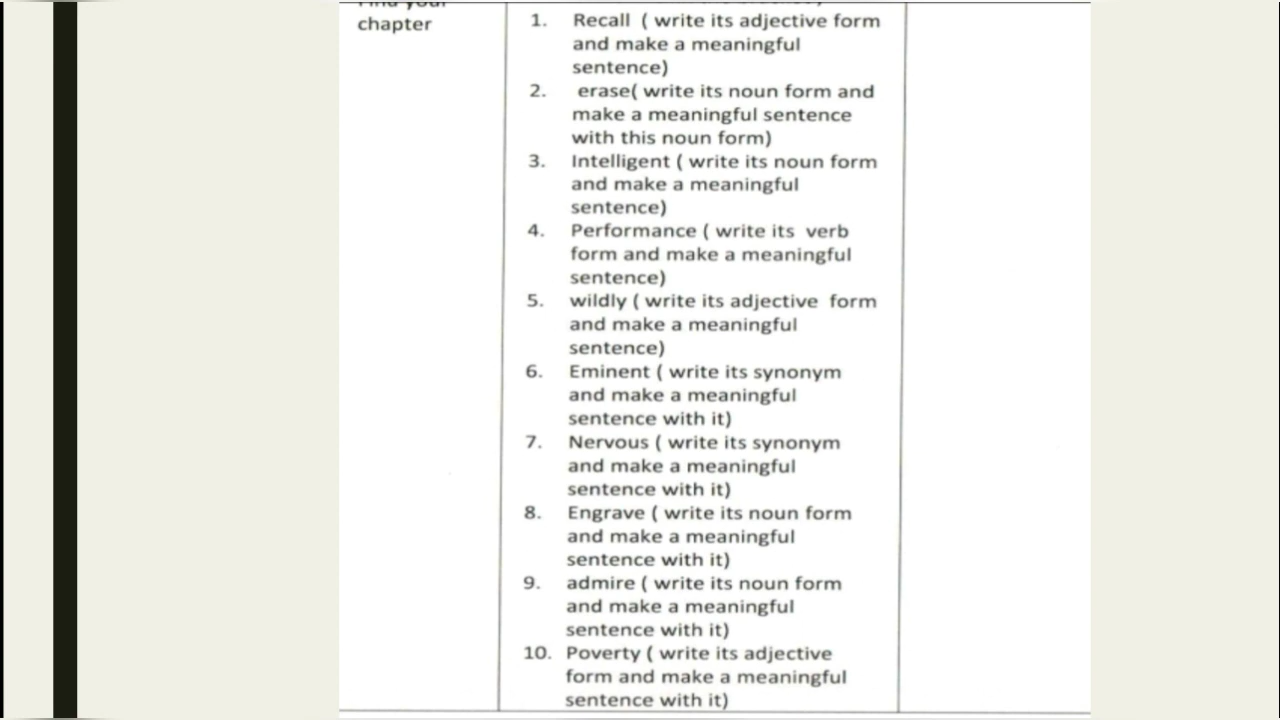 chapter
1. Recall ( write its adjective form
and make a meaningful
sentence)
2. erase( write its noun form and
make a meaningful sentence
with this noun form)
3. Intelligent ( write its noun form
and make a meaningful
sentence)
4. Performance ( write its verb
form and make a meaningful
sentence)
5. wildly ( write its adjective form
and make a meaningful
sentence)
6. Eminent ( write its synonym
and make a meaningful
sentence with it)
7. Nervous ( write its synonym
and make a meaningful
sentence with it)
8. Engrave ( write its noun form
and make a meaningful
sentence with it)
9. admire ( write its noun form
and make a meaningful
sentence with it)
10. Poverty ( write its adjective
form and make a meaningful
sentence with it)